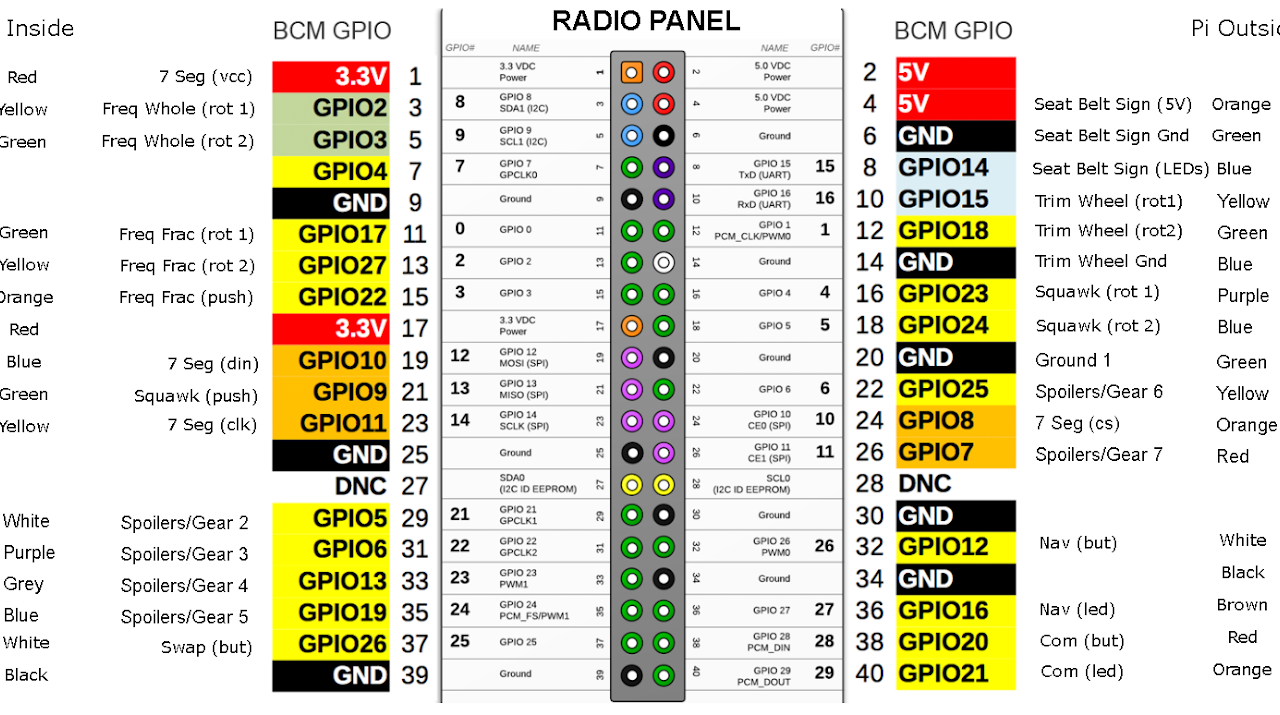 RADIO PANEL
Inside BCM GPIO BCM GPIO Pi Outsid
GPIO# NAME NAME GPIO#
Red 7 Seg (vcc) 3.3V 1 3.3 VDC Power 1 2 5.0 VDC Power 2 5V
Yellow Freq Whole (rot 1) GPIO2 3 8 GPIO 8 SDA1 (I2C) 3 4 5.0 VDC Power 4 5V Seat Belt Sign (5V) Orange
Green Freq Whole (rot 2) GPIO3 5 9 GPIO 9 SCL1 (I2C) 5 6 Ground 6 GND Seat Belt Sign Gnd Green
GPIO4 7 7 GPIO 7 GPCLK0 7 8 GPIO 15 TxD (UART) 15 8 GPIO14 Seat Belt Sign (LEDs) Blue
GND 9 Ground 9 10 GPIO 16 RxD (UART) 16 10 GPIO15 Trim Wheel (rot1) Yellow
Green Freq Frac (rot 1) GPIO17 11 0 GPIO 0 11 12 GPIO 1 PCM_CLK/PWM0 1 12 GPIO18 Trim Wheel (rot2) Green
Yellow Freq Frac (rot 2) GPIO27 13 2 GPIO 2 13 14 Ground 14 GND Trim Wheel Gnd Blue
Orange Freq Frac (push) GPIO22 15 3 GPIO 3 15 16 GPIO 4 4 16 GPIO23 Squawk (rot 1) Purple
Red 3.3V 17 3.3 VDC Power 17 18 GPIO 5 5 18 GPIO24 Squawk (rot 2) Blue
Blue 7 Seg (din) GPIO10 19 12 GPIO 12 MOSI (SPI) 19 20 Ground 20 GND Ground 1 Green
Green Squawk (push) GPIO9 21 13 GPIO 13 MISO (SPI) 21 22 GPIO 6 6 22 GPIO25 Spoilers/Gear 6 Yellow
Yellow 7 Seg (clk) GPIO11 23 14 GPIO 14 SCLK (SPI) 23 24 GPIO 10 CE0 (SPI) 10 24 GPIO8 7 Seg (cs) Orange
GND 25 Ground 25 26 GPIO 11 CE1 (SPI) 11 26 GPIO7 Spoilers/Gear 7 Red
DNC 27 SDA0 (I2C ID EEPROM) 27 28 SCL0 (I2C ID EEPROM) 28 DNC
White Spoilers/Gear 2 GPIO5 29 21 GPIO 21 GPCLK1 29 30 Ground 30 GND
Purple Spoilers/Gear 3 GPIO6 31 22 GPIO 22 GPCLK2 31 32 GPIO 26 PWM0 26 32 GPIO12 Nav (but) White
Grey Spoilers/Gear 4 GPIO13 33 23 GPIO 23 PWM1 33 34 Ground 34 GND Black
Blue Spoilers/Gear 5 GPIO19 35 24 GPIO 24 PCM_FS/PWM1 35 36 GPIO 27 27 36 GPIO16 Nav (led) Brown
White Swap (but) GPIO26 37 25 GPIO 25 37 38 GPIO 28 PCM_DIN 28 38 GPIO20 Com (but) Red
Black GND 39 Ground 39 40 GPIO 29 PCM_DOUT 29 40 GPIO21 Com (led) Orange